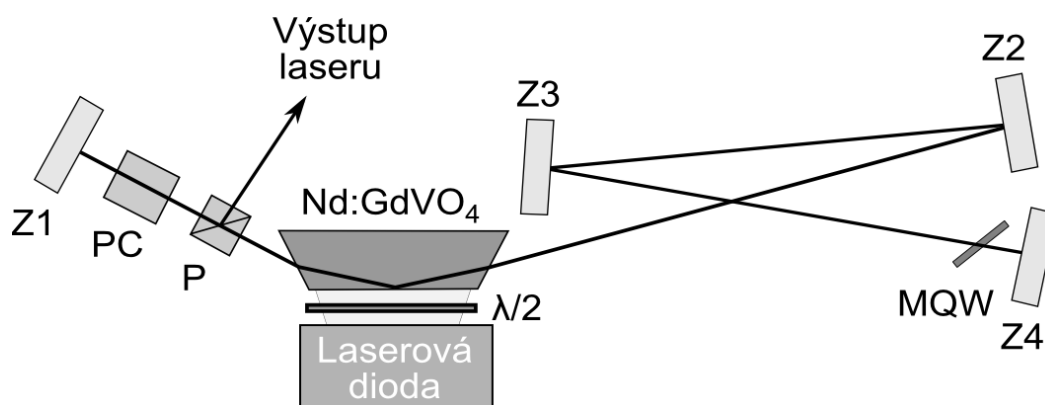 Výstup
laseru
Z2
Z3
Z1
PC
P
Nd:GdVO₄
λ/2
MQW
Z4
Laserová
dioda